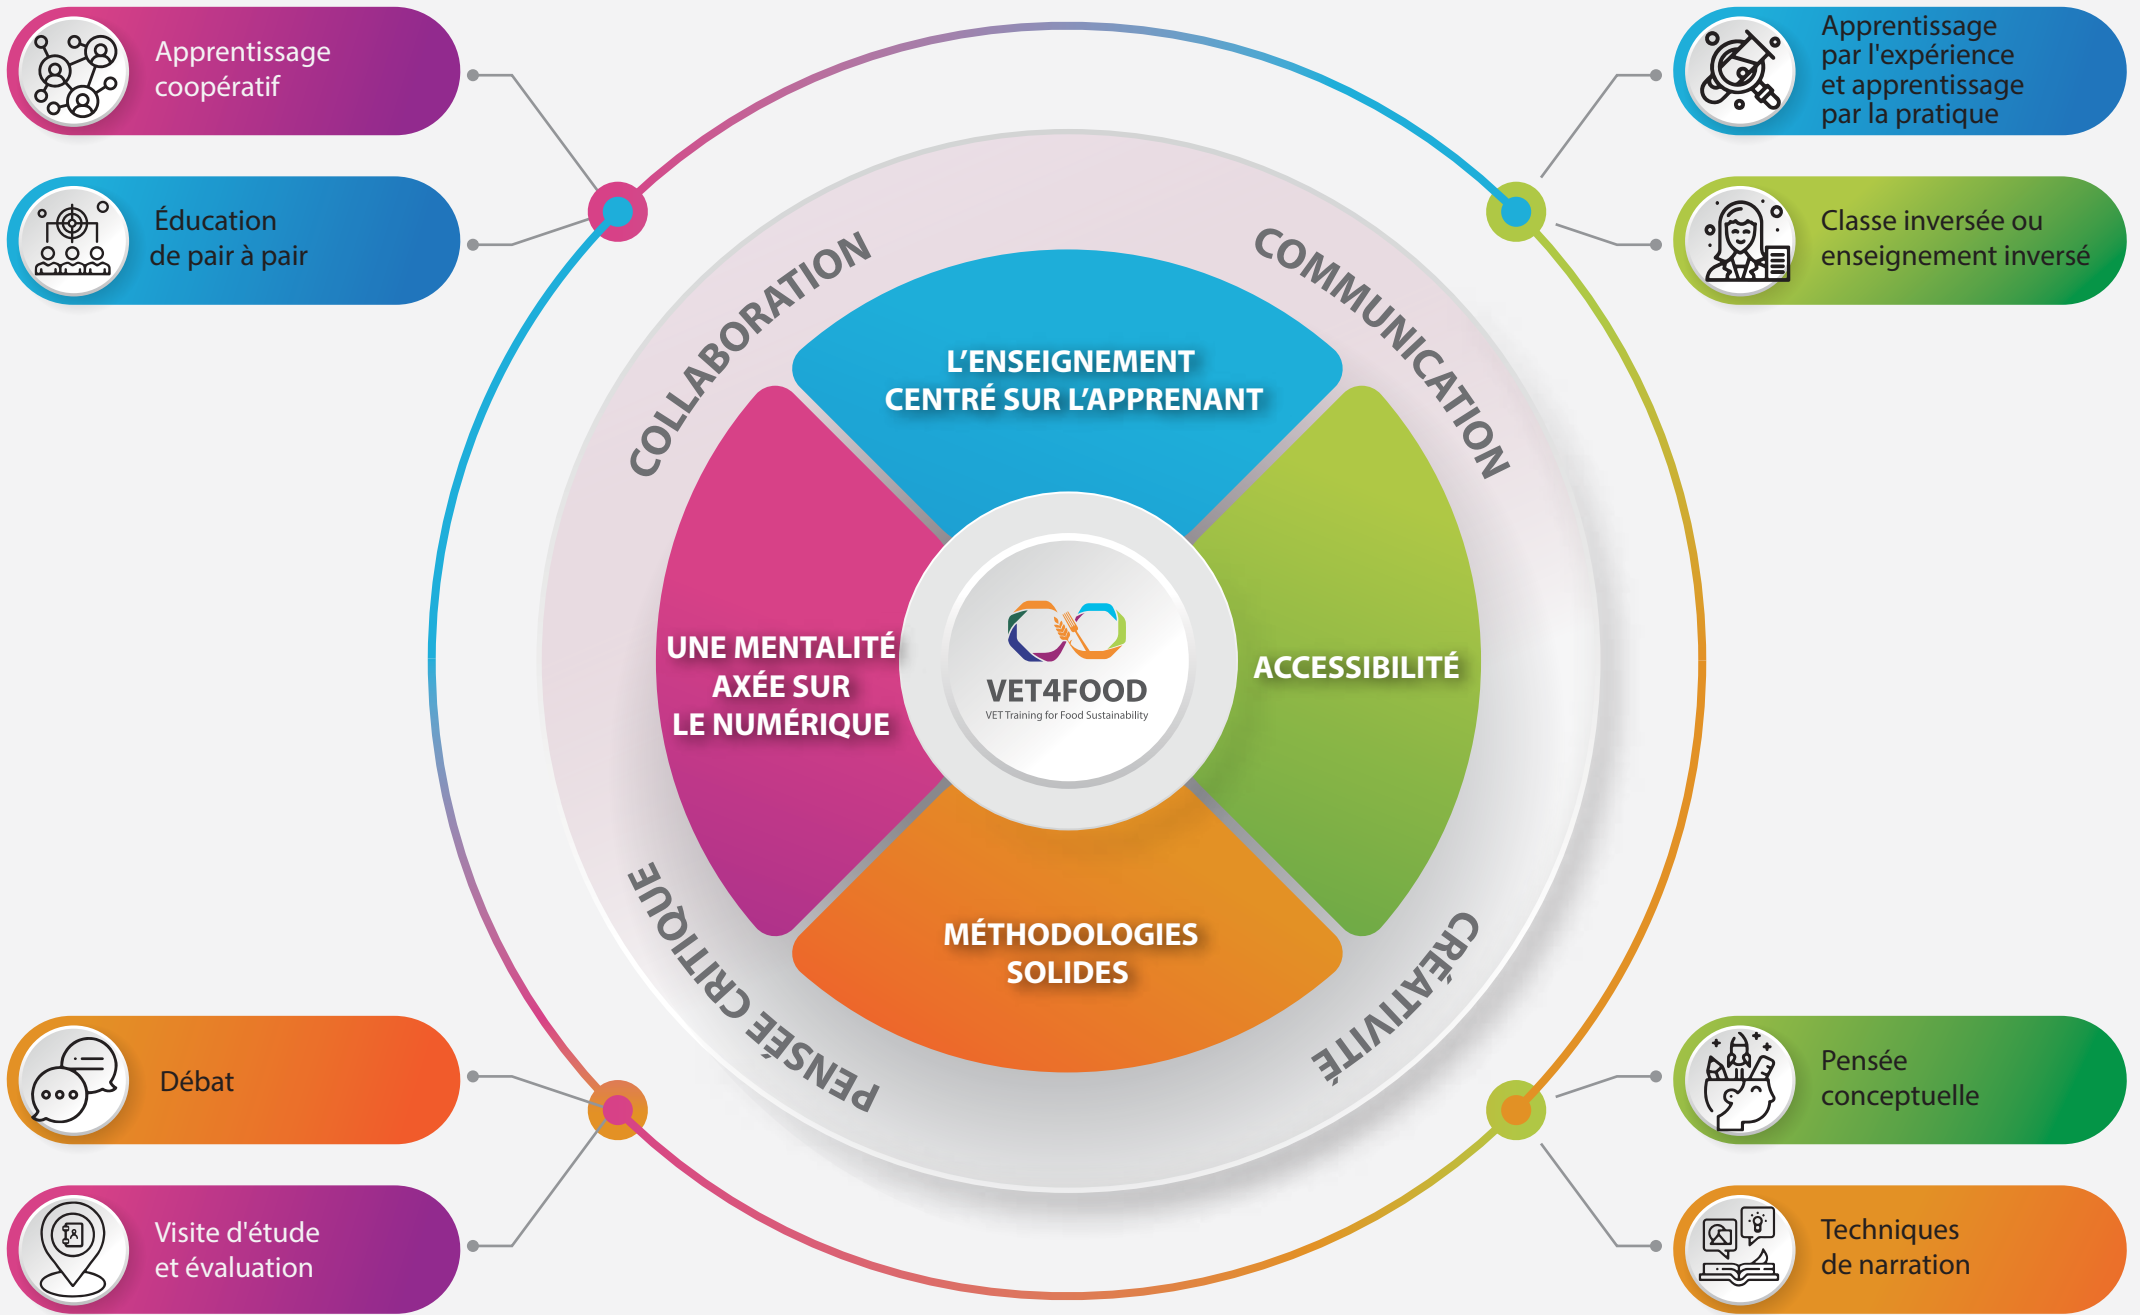 Apprentissage
coopératif
Éducation
de pair à pair
Apprentissage
par l'expérience
et apprentissage
par la pratique
Classe inversée ou
enseignement inversé
COLLABORATION
COMMUNICATION
L’ENSEIGNEMENT
CENTRÉ SUR L’APPRENANT
UNE MENTALITÉ
AXÉE SUR
LE NUMÉRIQUE
VET4FOOD
VET Training for Food Sustainability
ACCESSIBILITÉ
MÉTHODOLOGIES
SOLIDES
PENSÉE CRITIQUE
CRÉATIVITÉ
Débat
Visite d'étude
et évaluation
Pensée
conceptuelle
Techniques
de narration